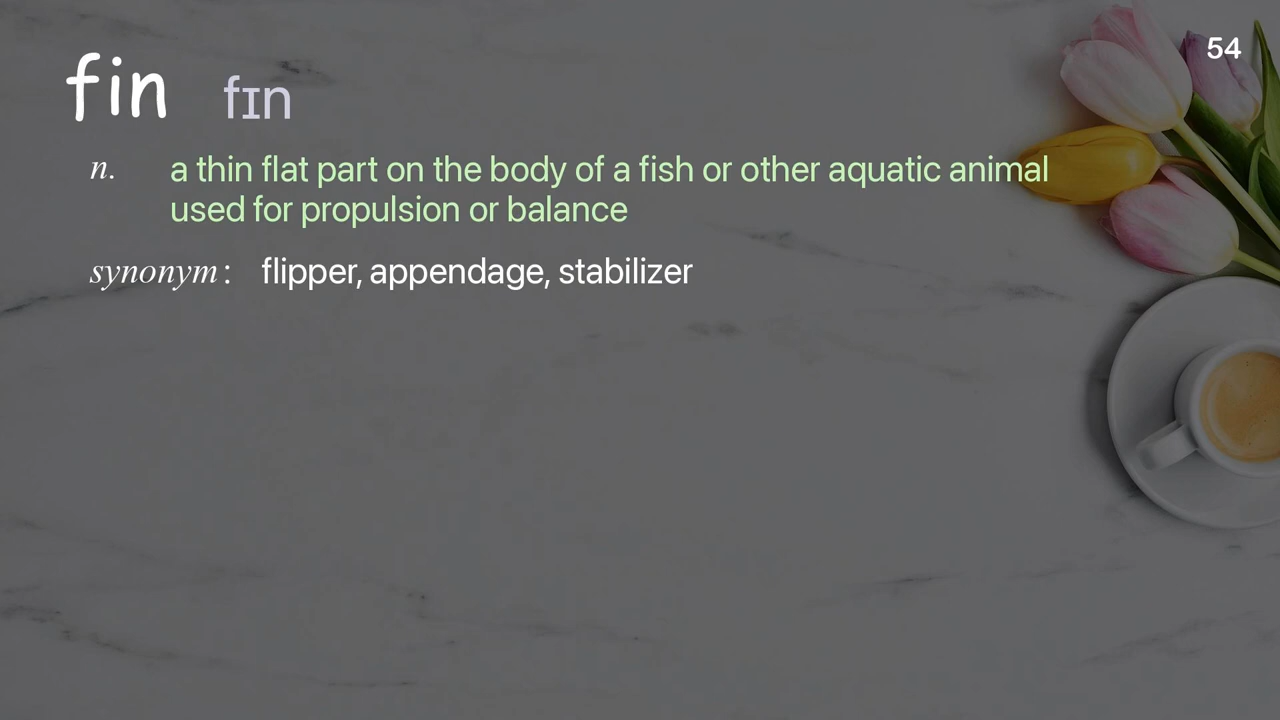 54
fin fɪn
n. a thin flat part on the body of a fish or other aquatic animal
used for propulsion or balance
synonym: flipper, appendage, stabilizer